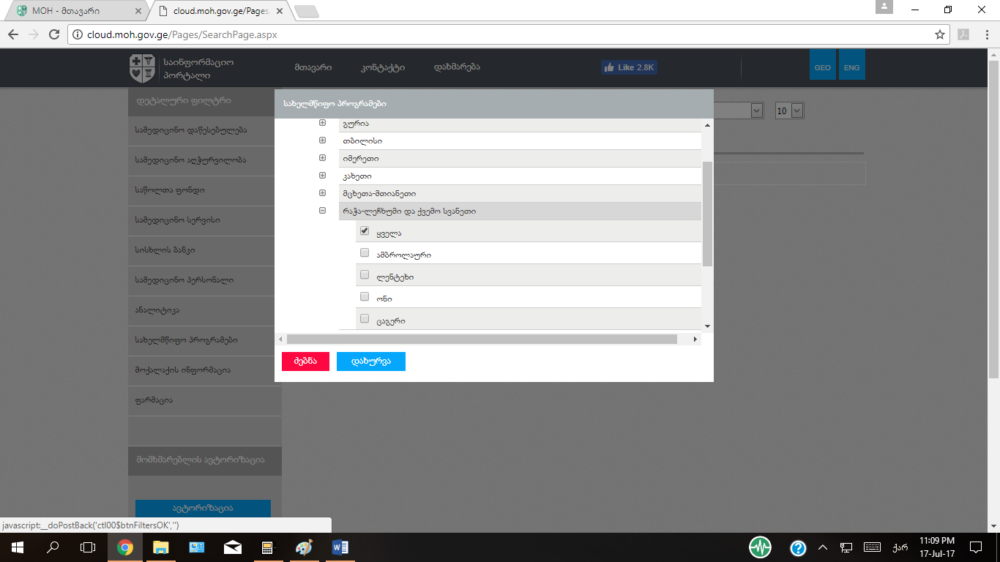 MOH - მთავარი
cloud.moh.gov.ge/Pages/
cloud.moh.gov.ge/Pages/SearchPage.aspx
საინფორმაციო
პორტალი
მთავარი
კონტაქტი
დახმარება
Like 2.8K
GEO
ENG
დეტალური ფილტრი
სამედიცინო დაწესებულება
სამედიცინო აღჭურვილობა
საწოლთა ფონდი
სამედიცინო სერვისი
სისხლის ბანკი
სამედიცინო პერსონალი
ანალიტიკა
სახელმწიფო პროგრამები
მოქალაქის ინფორმაცია
ფარმაცია
მომხმარებლის ავტორიზაცია
ავტორიზაცია
სახელმწიფო პროგრამები
გურია
თბილისი
იმერეთი
კახეთი
მცხეთა-მთიანეთი
რაჭა-ლეჩხუმი და ქვემო სვანეთი
ყველა
ამბროლაური
ლენტეხი
ონი
ცაგერი
ძებნა
დახურვა
10
javascript:__doPostBack('ctl00$btnFiltersOK','')
ქარ
11:09 PM
17-Jul-17